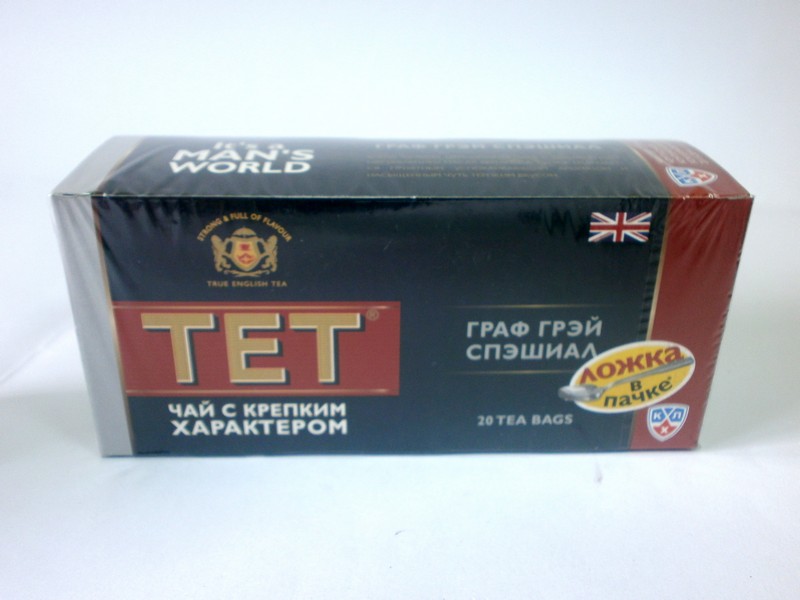 It's a
MAN'S
WORLD
ГРАФ ГРЭЙ СПЭШИАЛ
STRONG & FULL OF FLAVOUR
TRUE ENGLISH TEA
ТЕТ®
ЧАЙ С КРЕПКИМ
ХАРАКТЕРОМ
ГРАФ ГРЭЙ
СПЭШИАЛ
20 TEA BAGS
ЛОЖКА
В
ПАЧКЕ*
КХЛ